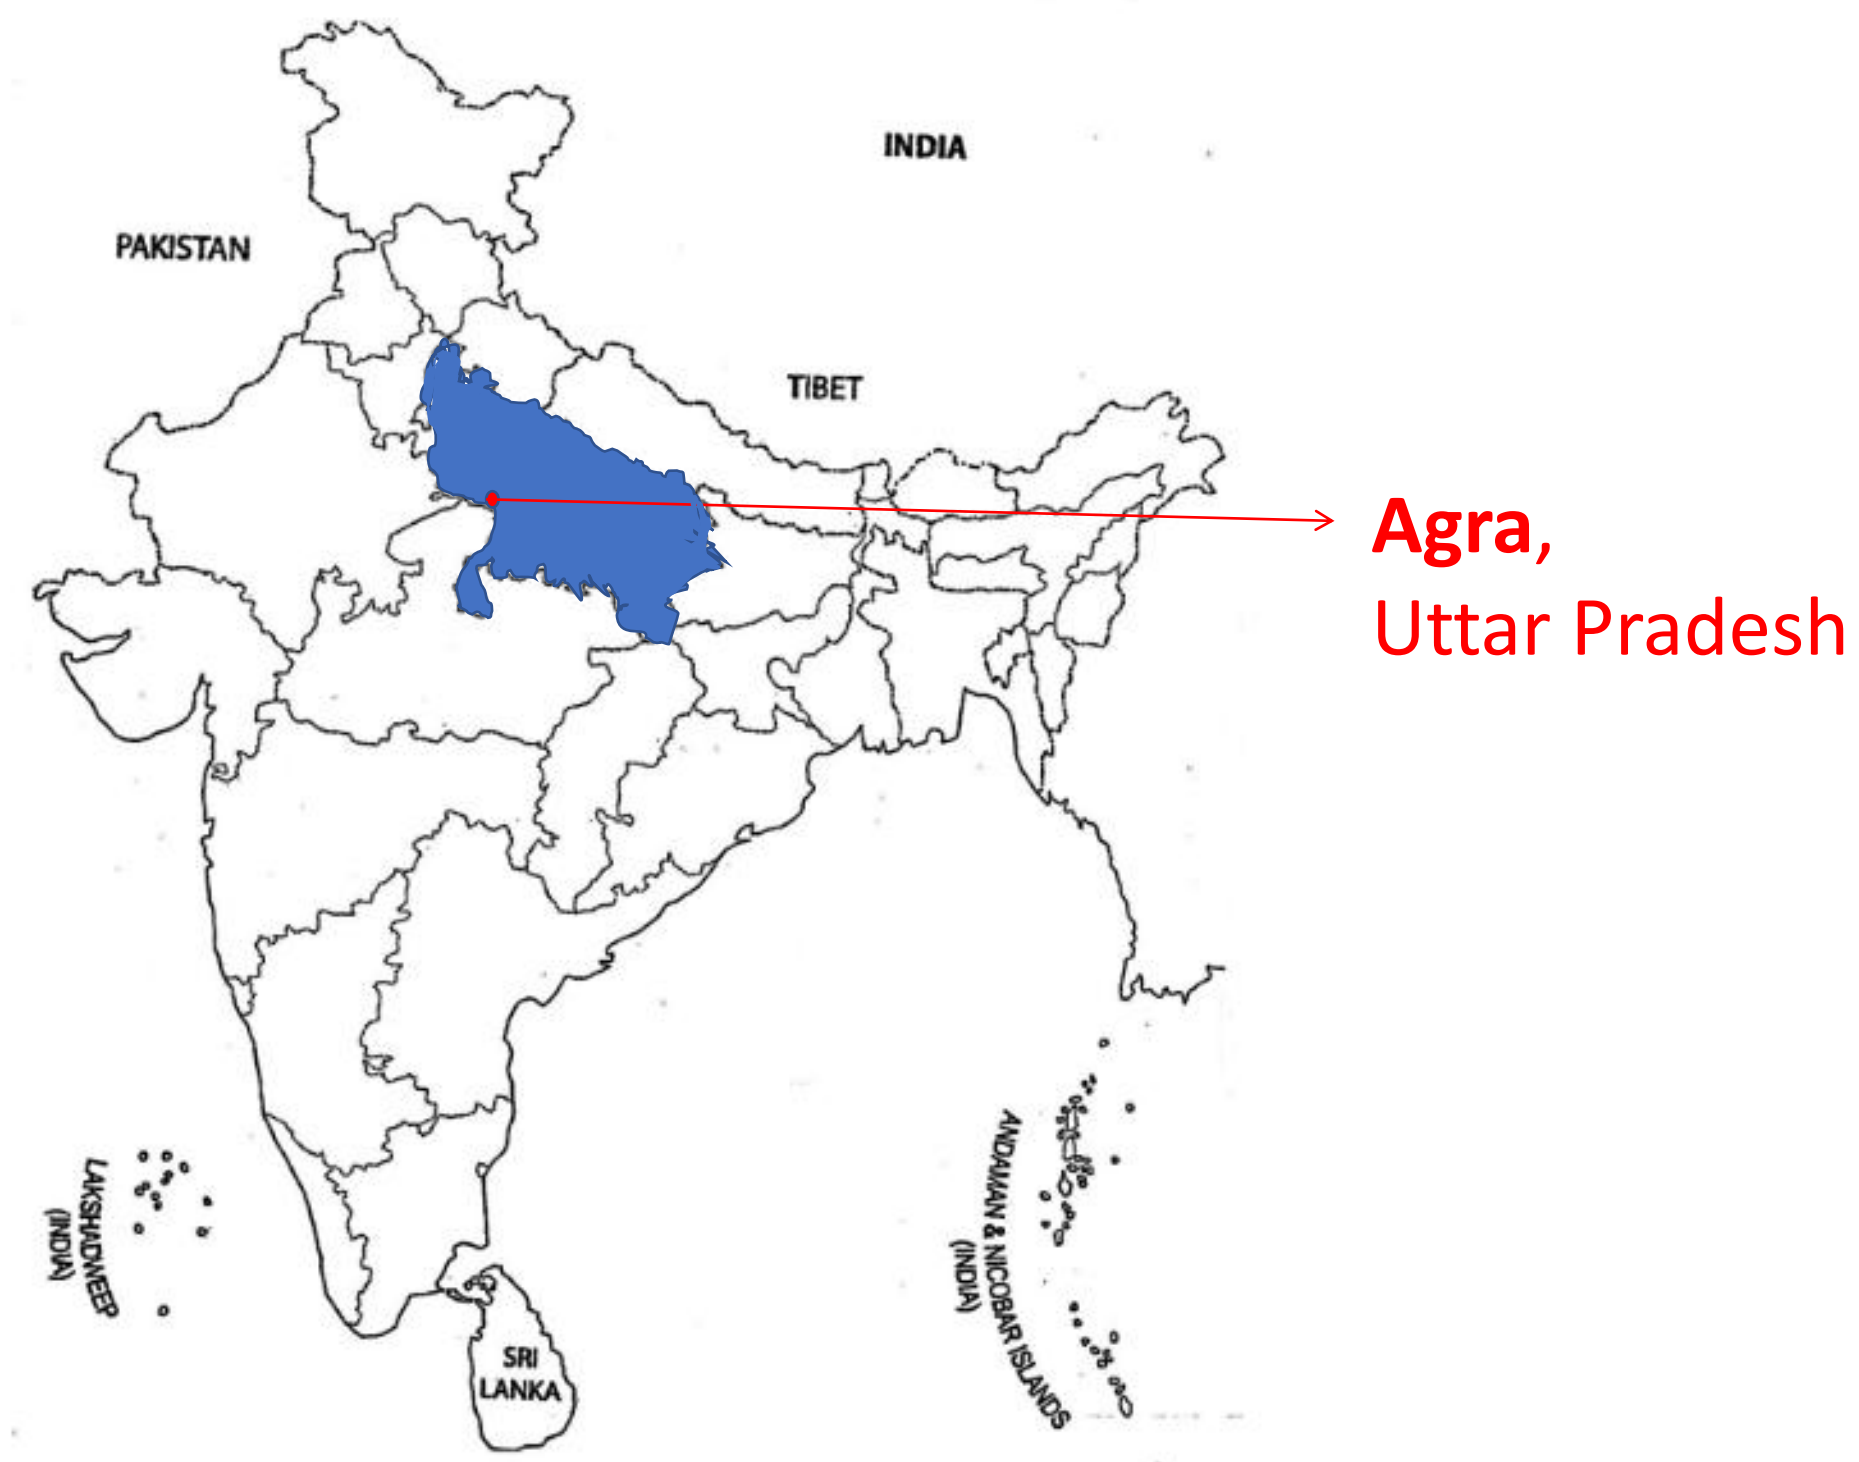 INDIA
PAKISTAN
TIBET
Agra,
Uttar Pradesh
LAKSHADWEEP
(INDIA)
ANDAMAN & NICOBAR ISLANDS
(INDIA)
SRI
LANKA